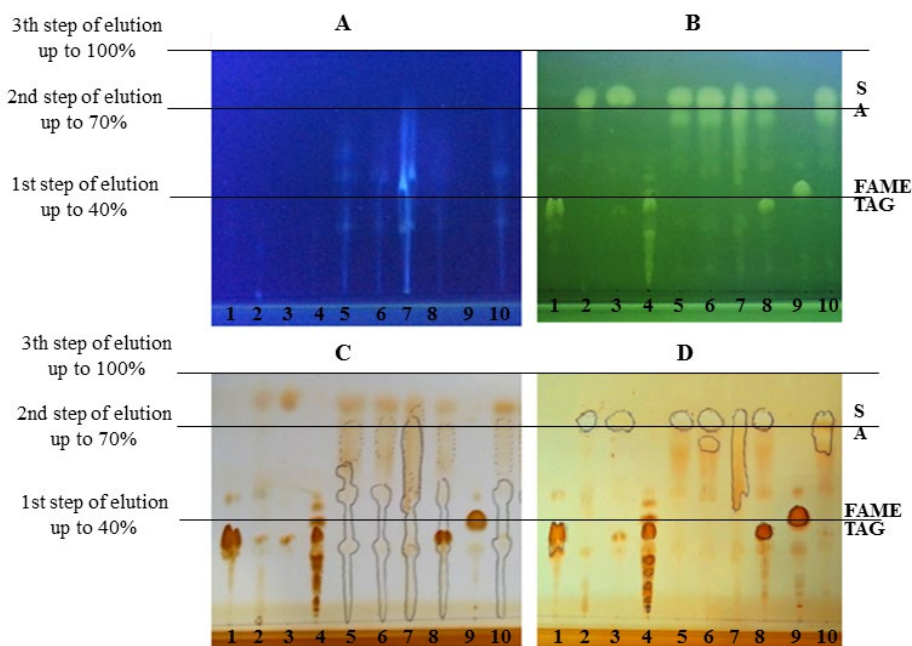 3th step of elution
up to 100%
A
B
2nd step of elution
up to 70%
S
A
1st step of elution
up to 40%
FAME
TAG
1 2 3 4 5 6 7 8 9 10
1 2 3 4 5 6 7 8 9 10
3th step of elution
up to 100%
C
D
2nd step of elution
up to 70%
S
A
1st step of elution
up to 40%
FAME
TAG
1 2 3 4 5 6 7 8 9 10
1 2 3 4 5 6 7 8 9 10